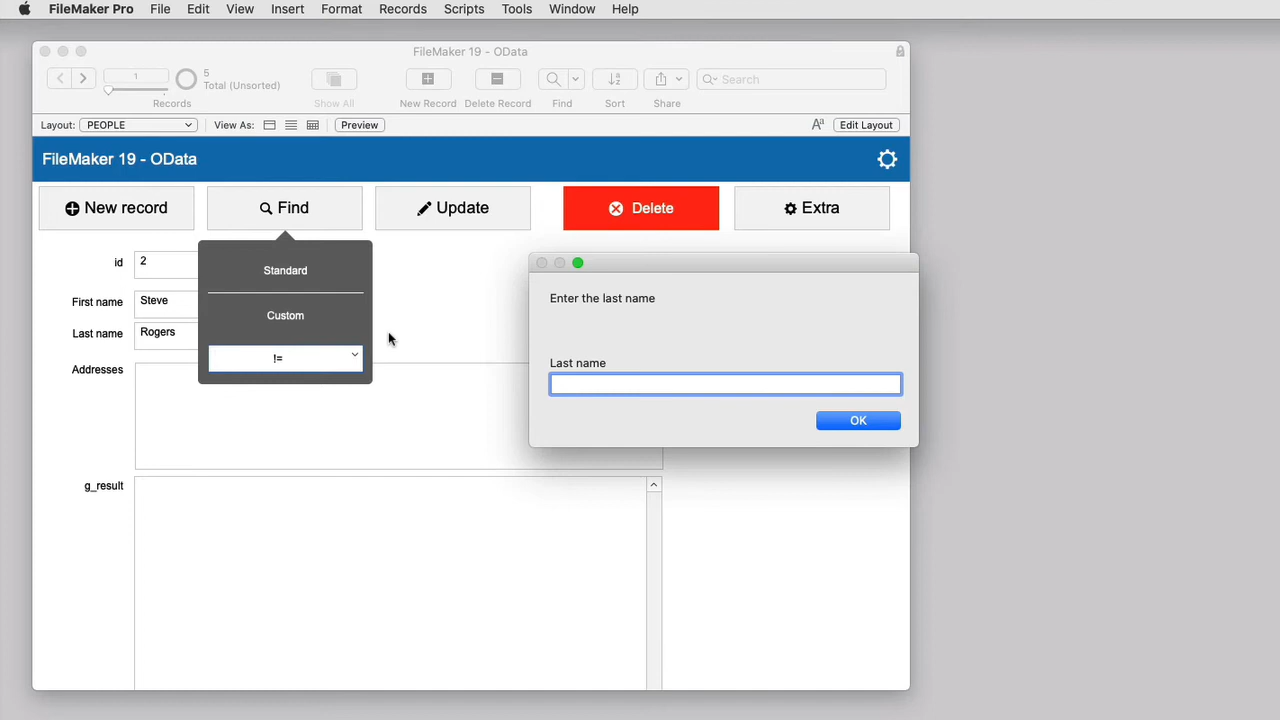 FileMaker Pro File Edit View Insert Format Records Scripts Tools Window Help
FileMaker 19 - OData
1
5
Total (Unsorted)
Search
Records Show All New Record Delete Record Find Sort Share
Layout: PEOPLE View As: Preview Aa Edit Layout
FileMaker 19 - OData
New record Find Update Delete Extra
id 2
First name Steve
Last name Rogers
Addresses
g_result
Standard
Custom
!=
Enter the last name
Last name
OK